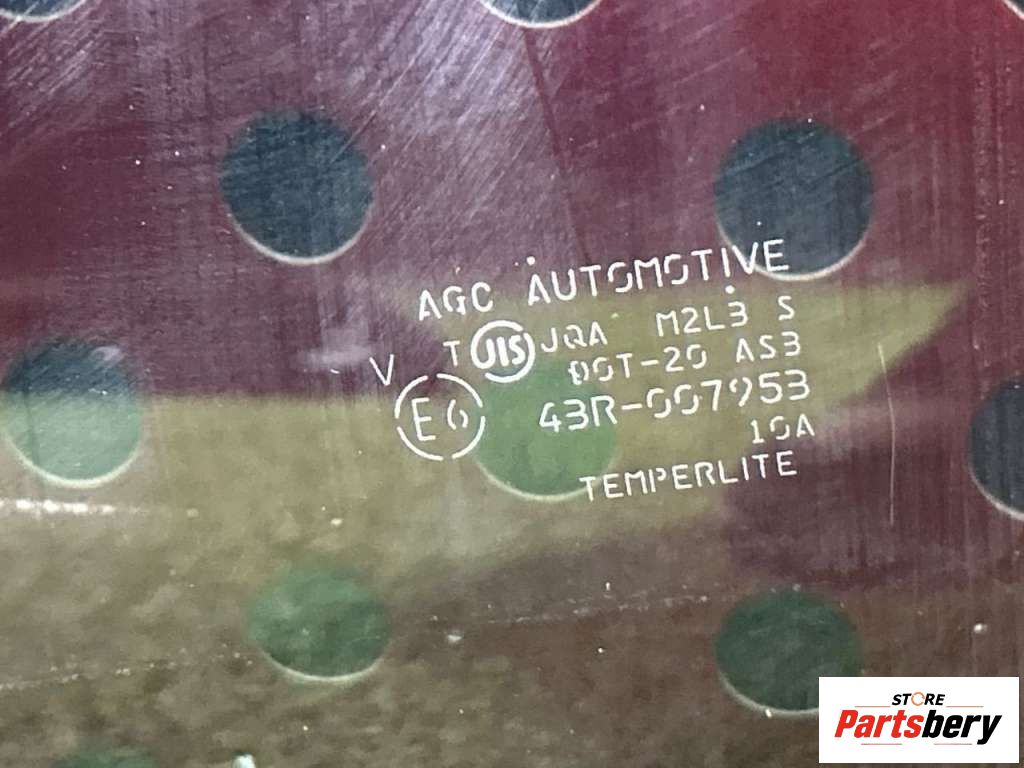 AGC AUTOMOTIVE
T JIS JQA M2L3 S
V DOT-20 AS3
E6 43R-007953
10A
TEMPERLITE
STORE
Partsbery